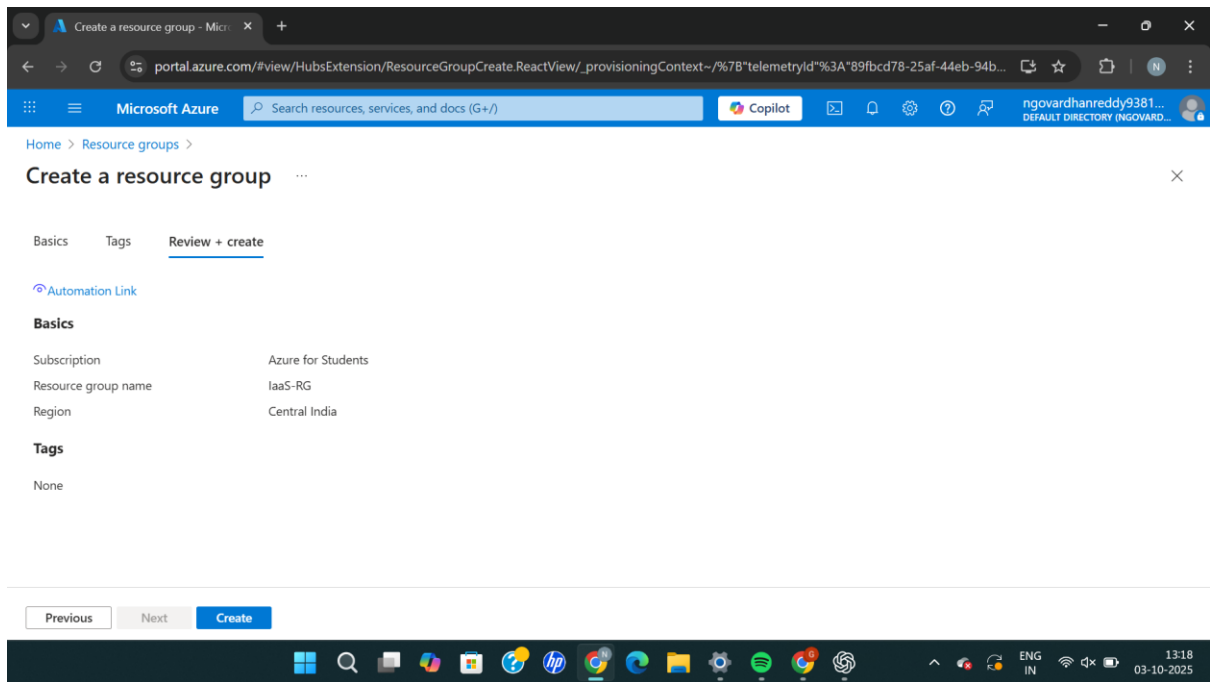 Create a resource group - Micr
portal.azure.com/#view/HubsExtension/ResourceGroupCreate.ReactView/_provisioningContext~/%7B"telemetryId"%3A"89fbcd78-25af-44eb-94b...
N
Microsoft Azure
Search resources, services, and docs (G+/)
Copilot
ngovardhanreddy9381...
DEFAULT DIRECTORY (NGOVARD...
Home > Resource groups >
Create a resource group ...
Basics Tags Review + create
Automation Link
Basics
Subscription Azure for Students
Resource group name IaaS-RG
Region Central India
Tags
None
Previous Next Create
hp
N
G
ENG
IN
13:18
03-10-2025